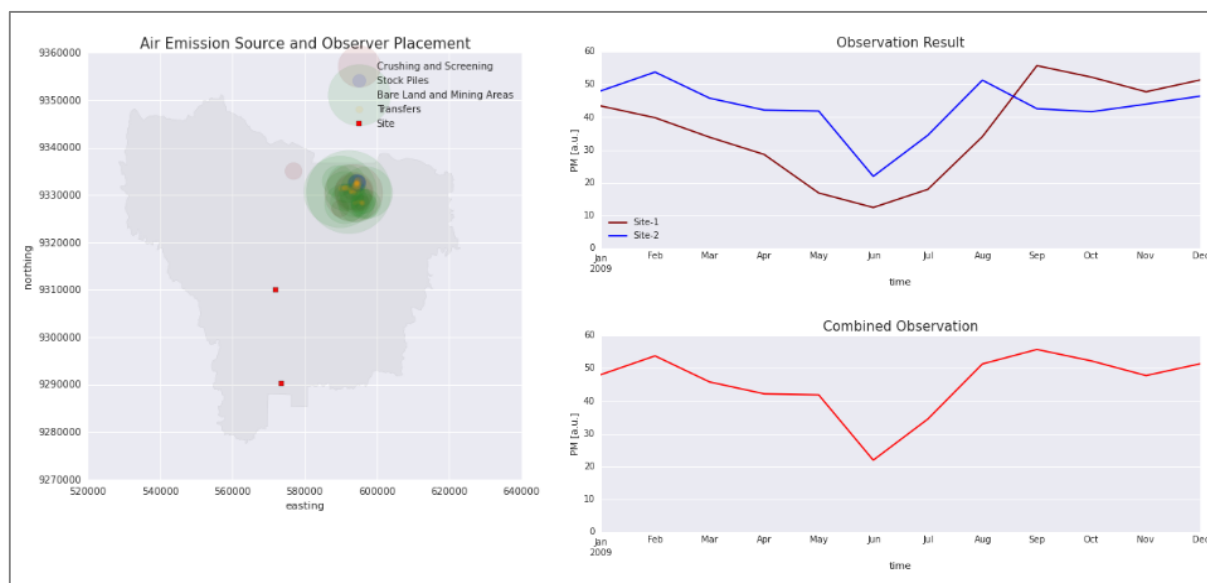 Air Emission Source and Observer Placement
9360000
9350000
9340000
9330000
9320000
9310000
9300000
9290000
9280000
9270000
northing
520000 540000 560000 580000 600000 620000 640000
easting
Crushing and Screening
Stock Piles
Bare Land and Mining Areas
Transfers
Site
Observation Result
60
50
40
30
20
10
0
PM [a.u.]
Site-1
Site-2
Jan Feb Mar Apr May Jun Jul Aug Sep Oct Nov Dec
2009
time
Combined Observation
60
50
40
30
20
10
0
PM [a.u.]
Jan Feb Mar Apr May Jun Jul Aug Sep Oct Nov Dec
2009
time